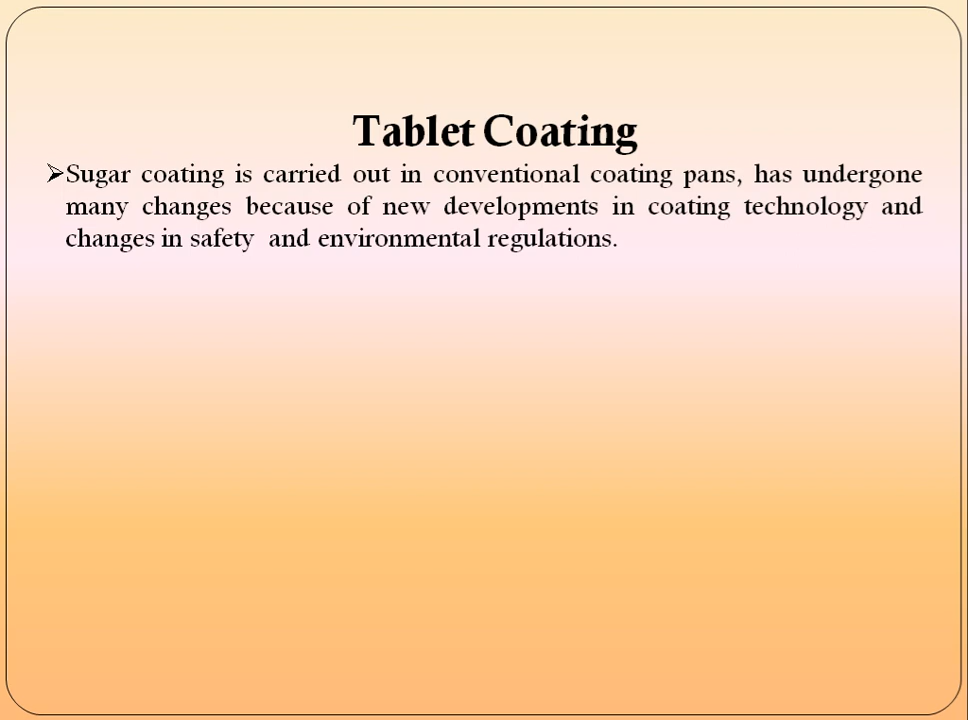 Tablet Coating
➢Sugar coating is carried out in conventional coating pans, has undergone
many changes because of new developments in coating technology and
changes in safety and environmental regulations.